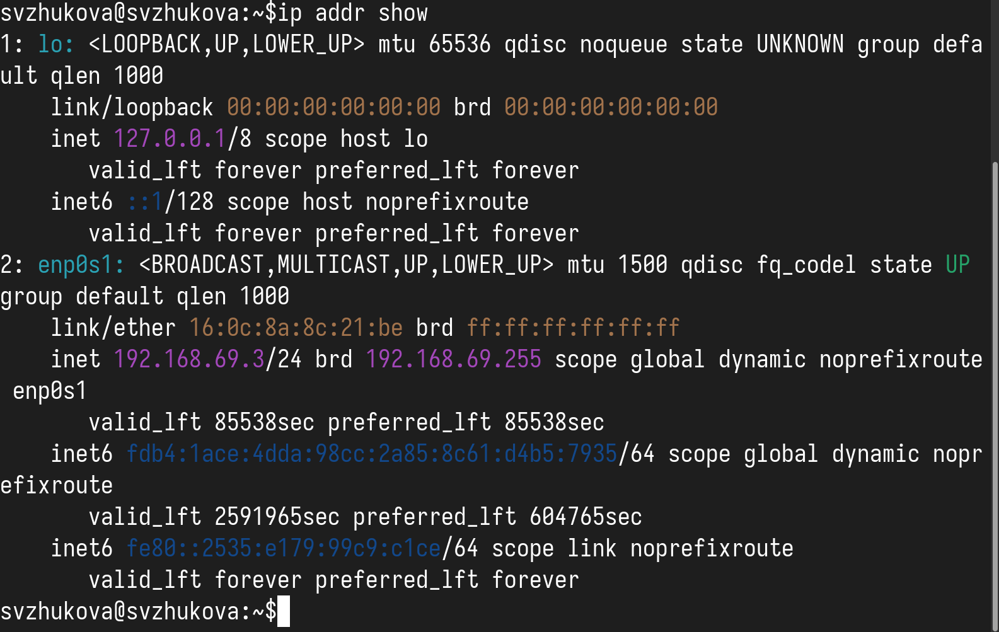 svzhukova@svzhukova:~$ip addr show
1: lo: <LOOPBACK,UP,LOWER_UP> mtu 65536 qdisc noqueue state UNKNOWN group defa
ult qlen 1000
    link/loopback 00:00:00:00:00:00 brd 00:00:00:00:00:00
    inet 127.0.0.1/8 scope host lo
       valid_lft forever preferred_lft forever
    inet6 ::1/128 scope host noprefixroute
       valid_lft forever preferred_lft forever
2: enp0s1: <BROADCAST,MULTICAST,UP,LOWER_UP> mtu 1500 qdisc fq_codel state UP
group default qlen 1000
    link/ether 16:0c:8a:8c:21:be brd ff:ff:ff:ff:ff:ff
    inet 192.168.69.3/24 brd 192.168.69.255 scope global dynamic noprefixroute
 enp0s1
       valid_lft 85538sec preferred_lft 85538sec
    inet6 fdb4:1ace:4dda:98cc:2a85:8c61:d4b5:7935/64 scope global dynamic nopr
efixroute
       valid_lft 2591965sec preferred_lft 604765sec
    inet6 fe80::2535:e179:99c9:c1ce/64 scope link noprefixroute
       valid_lft forever preferred_lft forever
svzhukova@svzhukova:~$